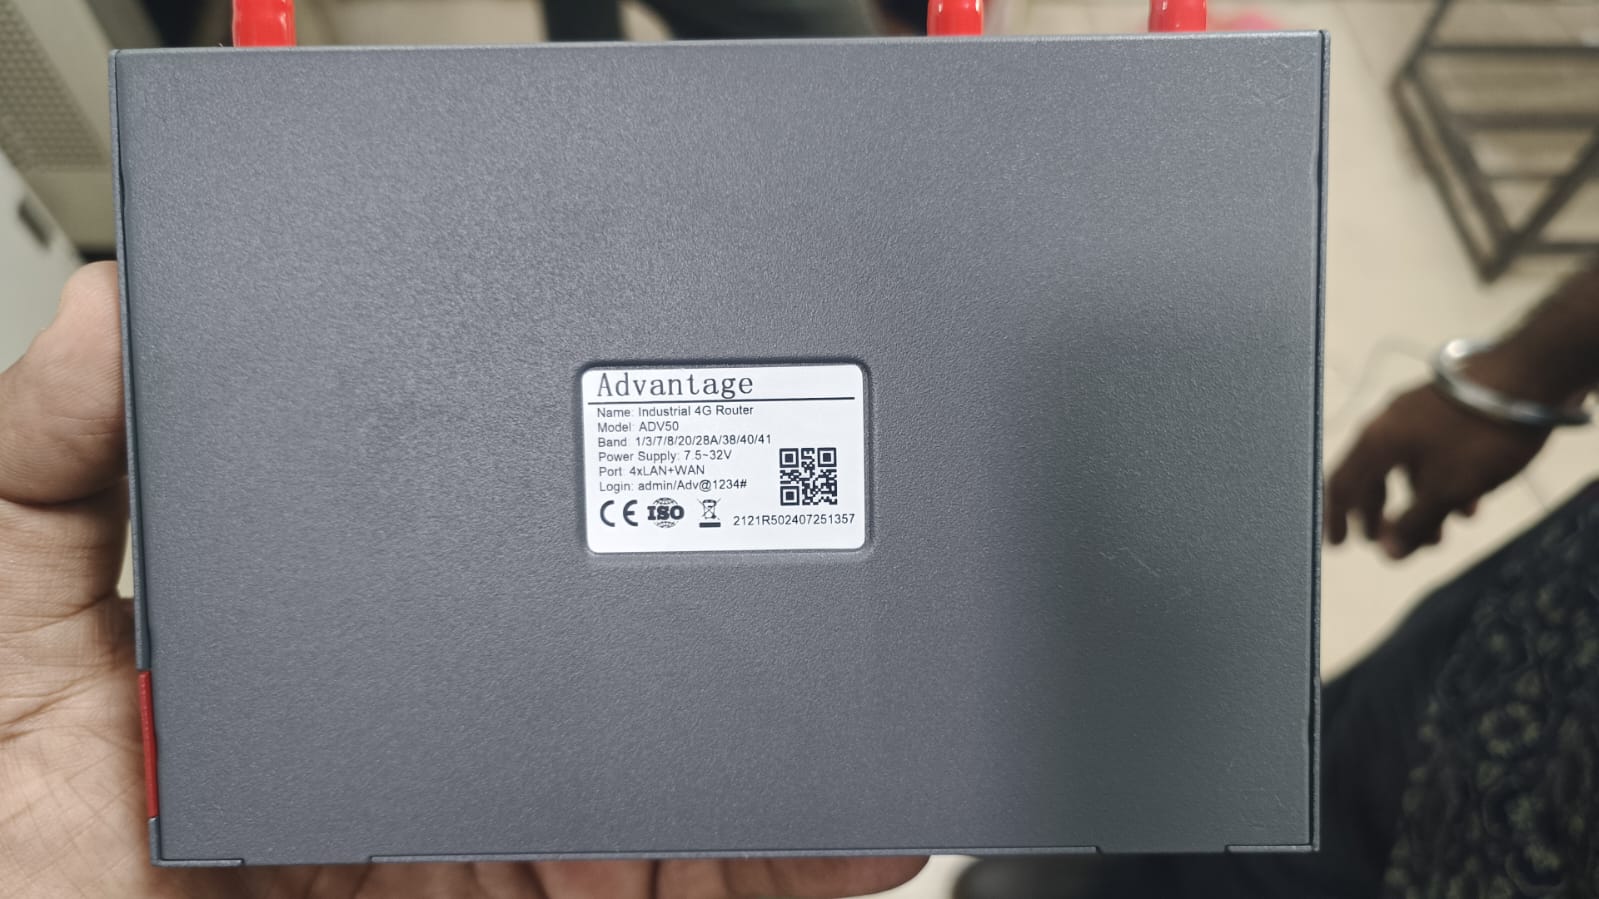 Advantage
Name: Industrial 4G Router
Model: ADV50
Band: 1/3/7/8/20/28A/38/40/41
Power Supply: 7.5~32V
Port: 4xLAN+WAN
Login: admin/Adv@1234#
CE ISO
2121R502407251357